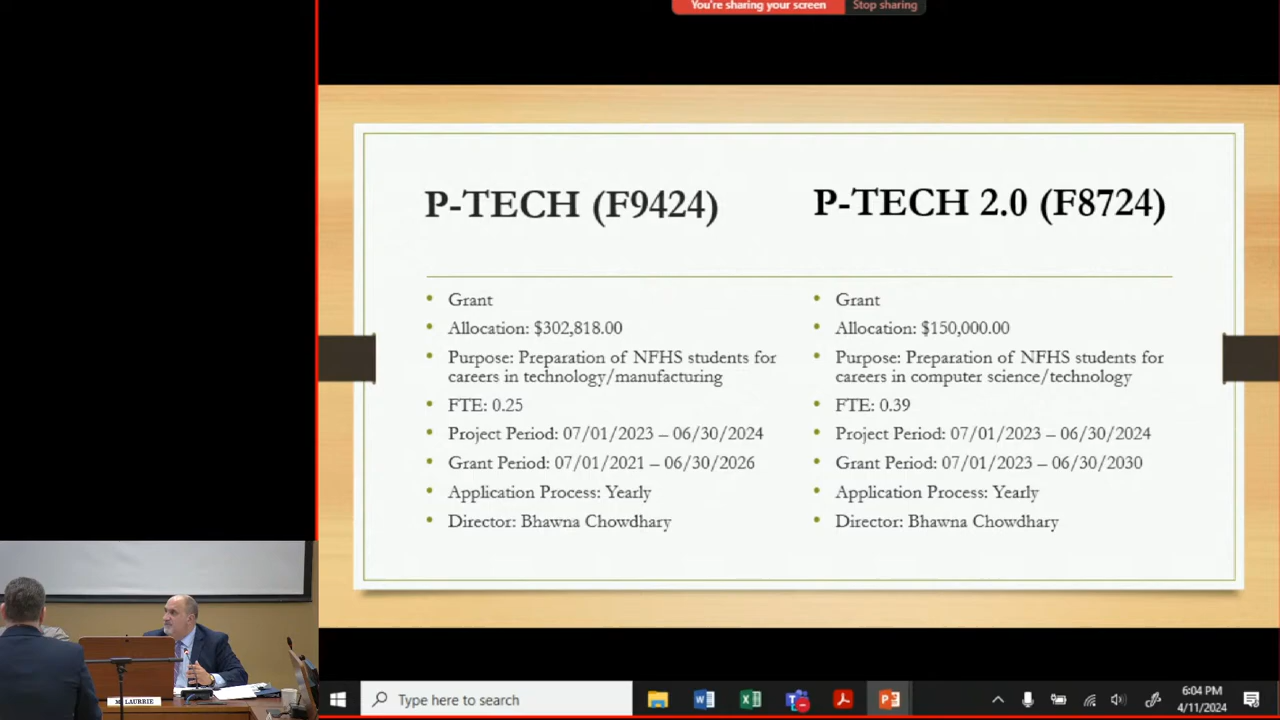 You're sharing your screen
Stop sharing
P-TECH (F9424)
• Grant
• Allocation: $302,818.00
• Purpose: Preparation of NFHS students for
careers in technology/manufacturing
• FTE: 0.25
• Project Period: 07/01/2023 – 06/30/2024
• Grant Period: 07/01/2021 – 06/30/2026
• Application Process: Yearly
• Director: Bhawna Chowdhary
P-TECH 2.0 (F8724)
• Grant
• Allocation: $150,000.00
• Purpose: Preparation of NFHS students for
careers in computer science/technology
• FTE: 0.39
• Project Period: 07/01/2023 – 06/30/2024
• Grant Period: 07/01/2023 – 06/30/2030
• Application Process: Yearly
• Director: Bhawna Chowdhary
LAURRIE
Type here to search
6:04 PM
4/11/2024